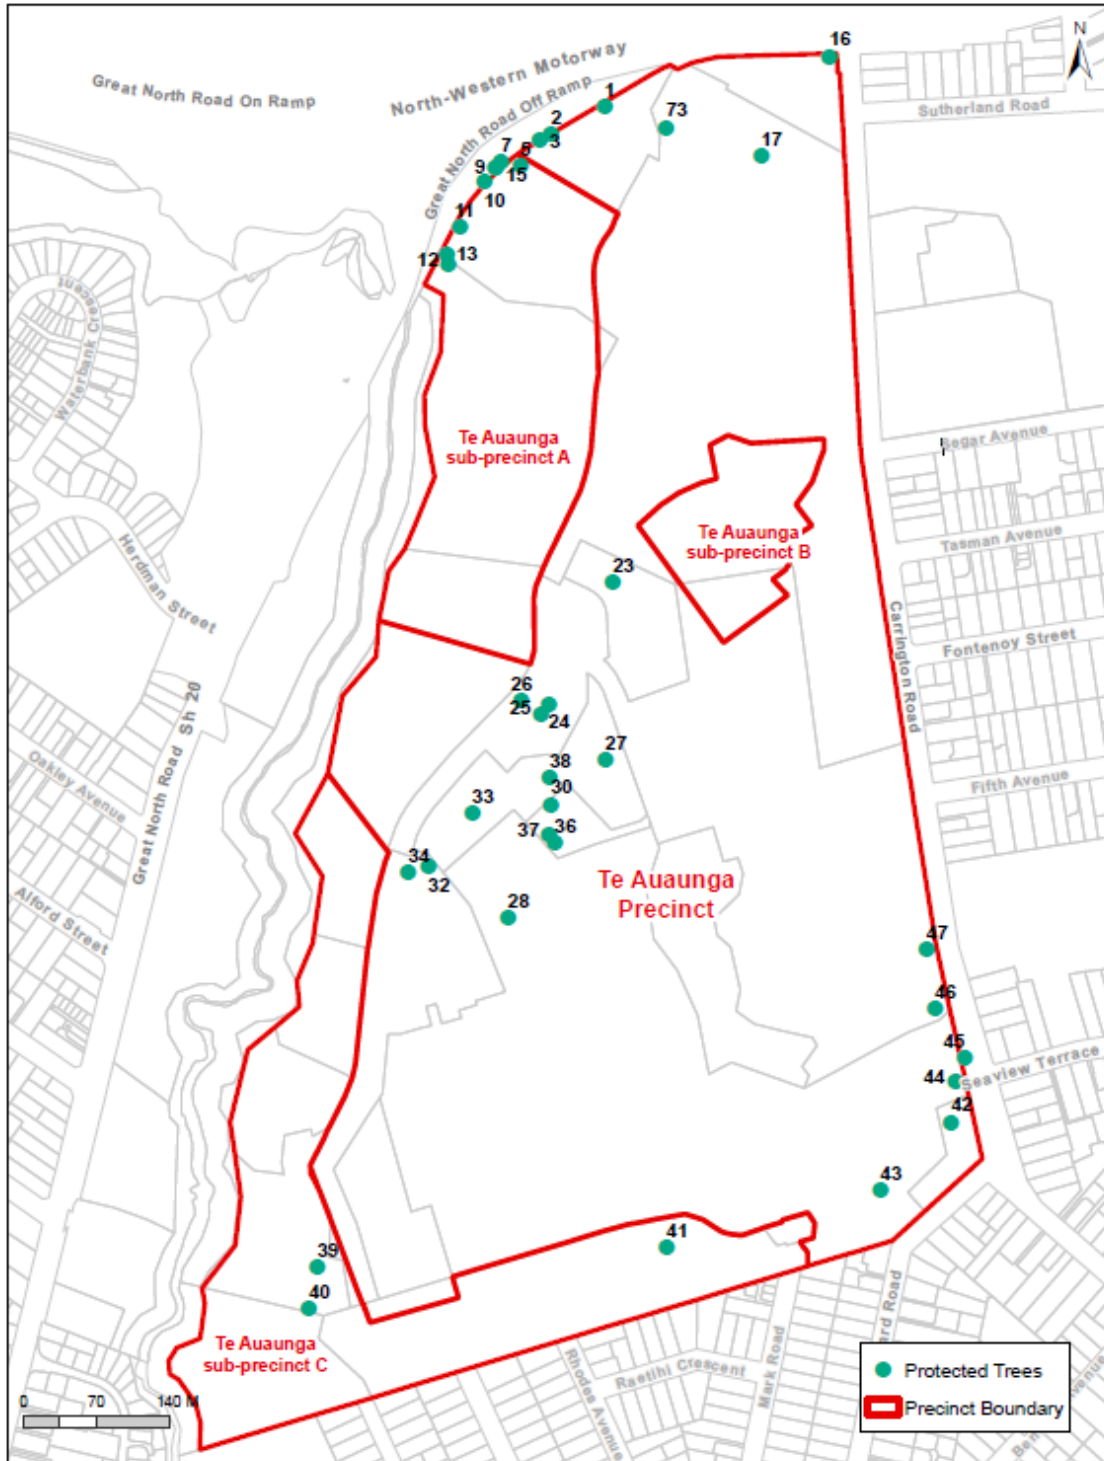 N
16
Great North Road On Ramp
North-Western Motorway
Great North Road Off Ramp
Sutherland Road
1
2
3
73
17
7
5
9
15
10
11
12
13
Waterbank Crescent
Te Auaunga
sub-precinct A
Segar Avenue
Tasman Avenue
Te Auaunga
sub-precinct B
Herdman Street
23
Carrington Road
Fontenoy Street
26
25
24
Great North Road Sh 20
Oakley Avenue
27
38
30
Fifth Avenue
33
37
36
34
32
Te Auaunga
Precinct
Alford Street
28
47
46
45
Seaview Terrace
44
42
43
41
39
40
Te Auaunga
sub-precinct C
ard Road
Mark Road
Raetihi Crescent
Rhodes Avenue
Protected Trees
Precinct Boundary
0 70 140 M